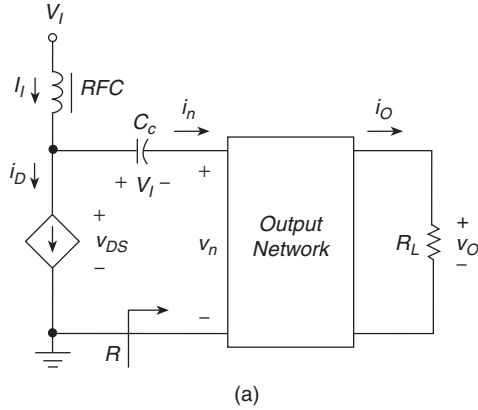 V_I
I_I RFC
C_c i_n i_O
i_D + V_I − +
+ v_DS − v_n Output Network R_L + v_O −
R −
(a)